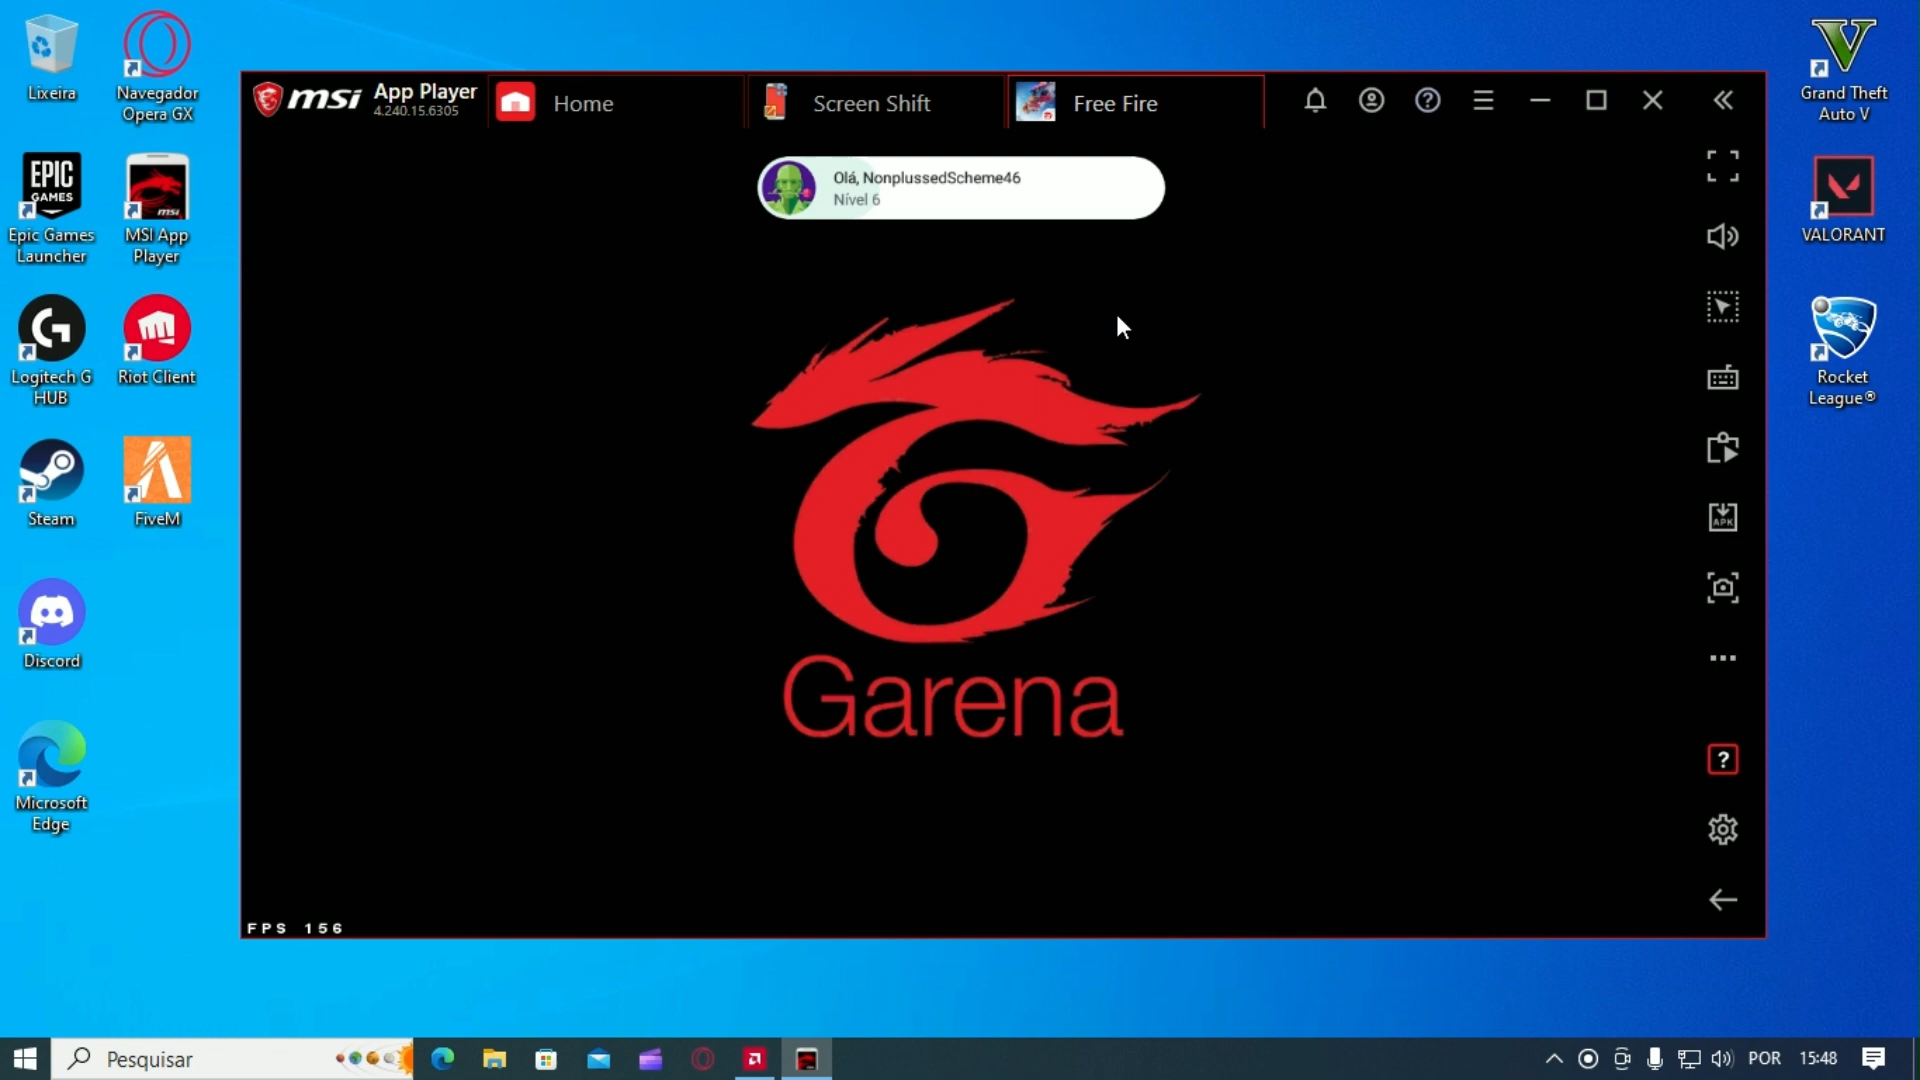 Lixeira
Navegador
Opera GX
EPIC
GAMES
Epic Games
Launcher
msi
MSI App
Player
Logitech G
HUB
Riot Client
Steam
FiveM
Discord
Microsoft
Edge
msi
App Player
4.240.15.6305
Home
Screen Shift
Free Fire
Olá, NonplussedScheme46
Nível 6
Garena
FPS 156
APK
?
Grand Theft
Auto V
VALORANT
Rocket
League®
Pesquisar
POR
15:48